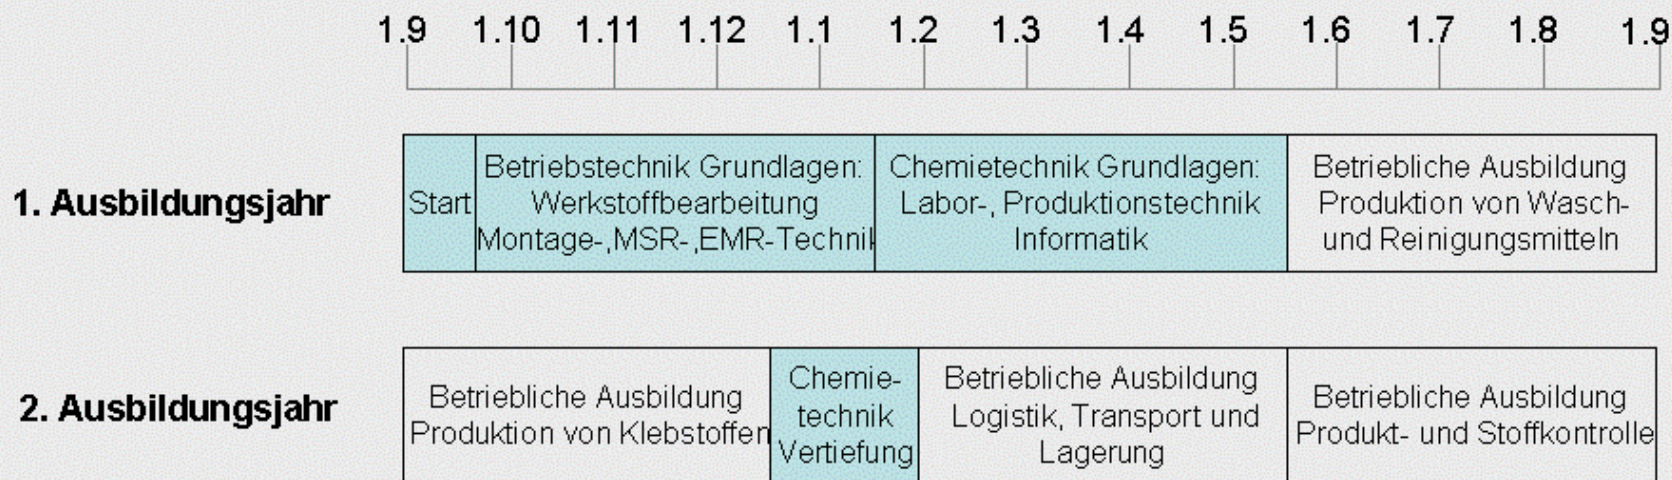 1.9 1.10 1.11 1.12 1.1 1.2 1.3 1.4 1.5 1.6 1.7 1.8 1.9
1. Ausbildungsjahr
Start
Betriebstechnik Grundlagen:
Werkstoffbearbeitung
Montage-,MSR-,EMR-Technik
Chemietechnik Grundlagen:
Labor-, Produktionstechnik
Informatik
Betriebliche Ausbildung
Produktion von Wasch-
und Reinigungsmitteln
2. Ausbildungsjahr
Betriebliche Ausbildung
Produktion von Klebstoffen
Chemie-
technik
Vertiefung
Betriebliche Ausbildung
Logistik, Transport und
Lagerung
Betriebliche Ausbildung
Produkt- und Stoffkontrolle